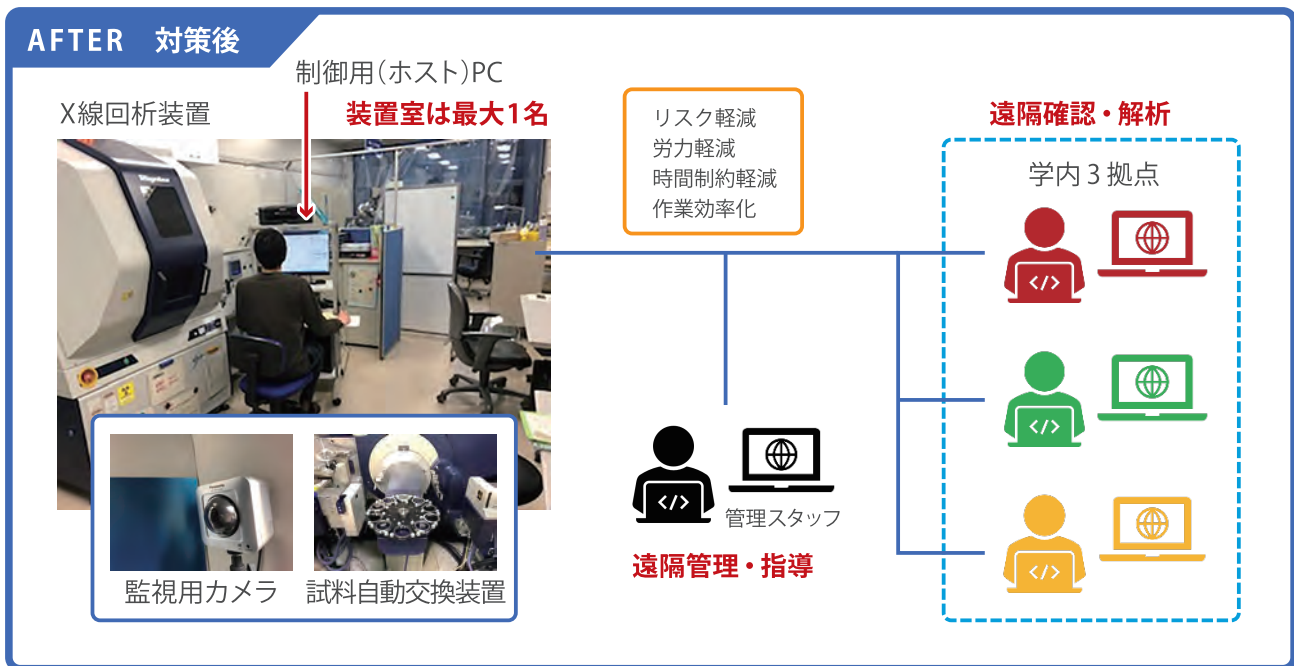 AFTER 対策後
制御用(ホスト)PC
X線回析装置
装置室は最大1名
リスク軽減
労力軽減
時間制約軽減
作業効率化
遠隔確認・解析
学内3拠点
</>
</>
</>
</>
管理スタッフ
遠隔管理・指導
監視用カメラ
試料自動交換装置